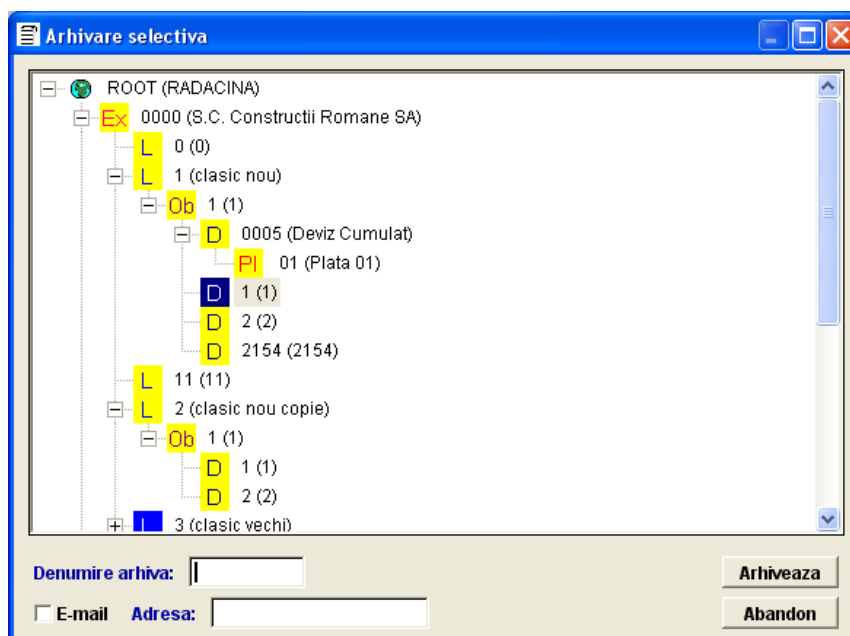 Arhivare selectiva
ROOT (RADACINA)
Ex 0000 (S.C. Constructii Romane SA)
L 0 (0)
L 1 (clasic nou)
Ob 1 (1)
D 0005 (Deviz Cumulat)
Pl 01 (Plata 01)
D 1 (1)
D 2 (2)
D 2154 (2154)
L 11 (11)
L 2 (clasic nou copie)
Ob 1 (1)
D 1 (1)
D 2 (2)
L 3 (clasic vechi)
Denumire arhiva: Arhiveaza
E-mail Adresa: Abandon